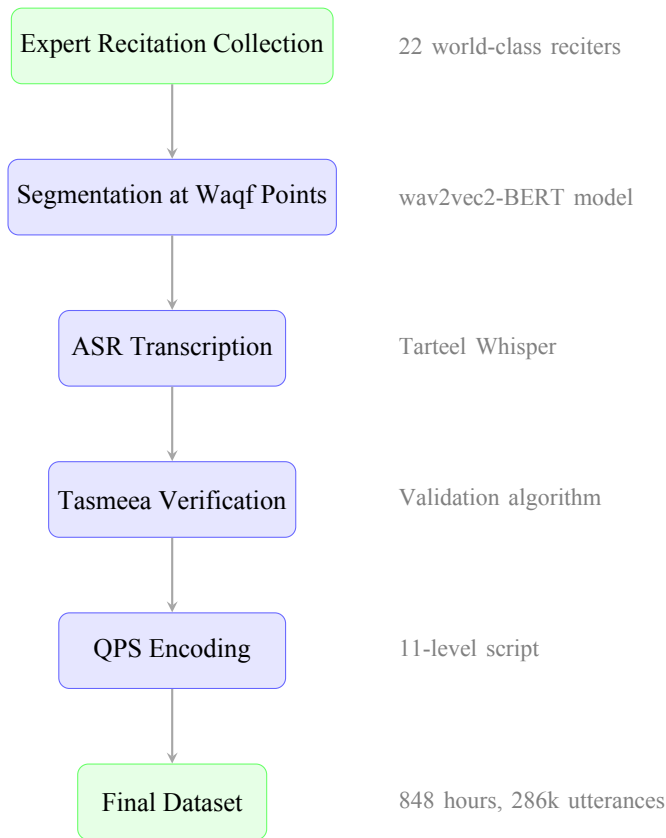 Expert Recitation Collection 22 world-class reciters
Segmentation at Waqf Points wav2vec2-BERT model
ASR Transcription Tarteel Whisper
Tasmeea Verification Validation algorithm
QPS Encoding 11-level script
Final Dataset 848 hours, 286k utterances